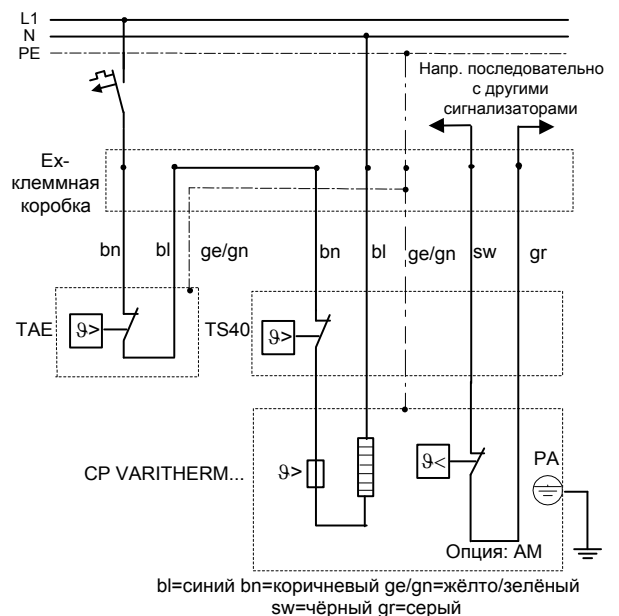 L1
N
PE
Напр. последовательно
с другими
сигнализаторами
Ex-
клеммная
коробка
bn bl ge/gn bn bl ge/gn sw gr
TAE ϑ> TS40 ϑ>
CP VARITHERM... ϑ> ϑ< PA
Опция: AM
bl=синий bn=коричневый ge/gn=жёлто/зелёный
sw=чёрный gr=серый